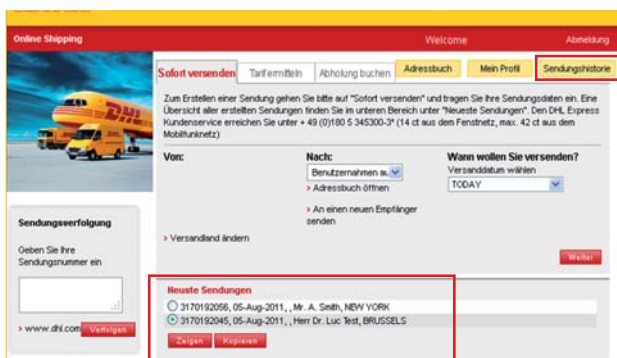 Online Shipping
Welcome
Abmeldung
Sofort versenden
Tarif ermitteln
Abholung buchen
Adressbuch
Mein Profil
Sendungshistorie
Zum Erstellen einer Sendung gehen Sie bitte auf "Sofort versenden" und tragen Sie Ihre Sendungsdaten ein. Eine
Übersicht aller erstellten Sendungen finden Sie im unteren Bereich unter "Neueste Sendungen". Den DHL Express
Kundenservice erreichen Sie unter + 49 (0)180 5 345300-3* (14 ct aus dem Festnetz, max. 42 ct aus dem
Mobilfunknetz)
Von:
Nach:
Wann wollen Sie versenden?
Benutzernahmen au
Versanddatum wählen
TODAY
› Adressbuch öffnen
› An einen neuen Empfänger
senden
› Versandland ändern
Weiter
DHL
Sendungsverfolgung
Geben Sie Ihre
Sendungsnummer ein
› www.dhl.com
Verfolgen
Neuste Sendungen
3170192056, 05-Aug-2011, , Mr. A. Smith, NEW YORK
3170192045, 05-Aug-2011, , Herr Dr. Luc Test, BRUSSELS
Zeigen
Kopieren